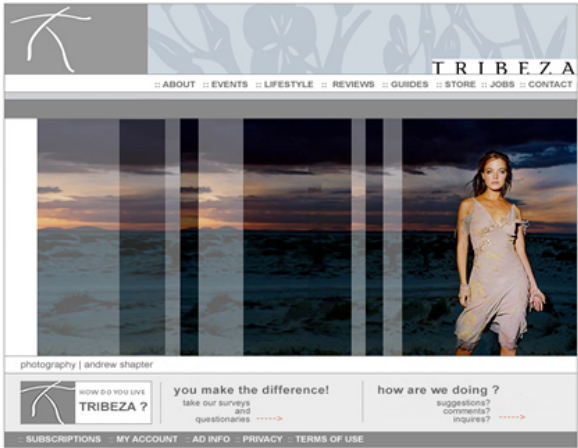 TRIBEZA
:: ABOUT :: EVENTS :: LIFESTYLE :: REVIEWS :: GUIIDES :: STORE :: JOBS :: CONTACT
photography | andrew shapter
HOW DO YOU LIVE
TRIBEZA ?
you make the difference!
take our surveys
and
questionaries ----->
how are we doing ?
suggestions?
comments?
inquires? ----->
:: SUBSCRIPTIONS :: MY ACCOUNT :: AD INFO :: PRIVACY :: TERMS OF USE